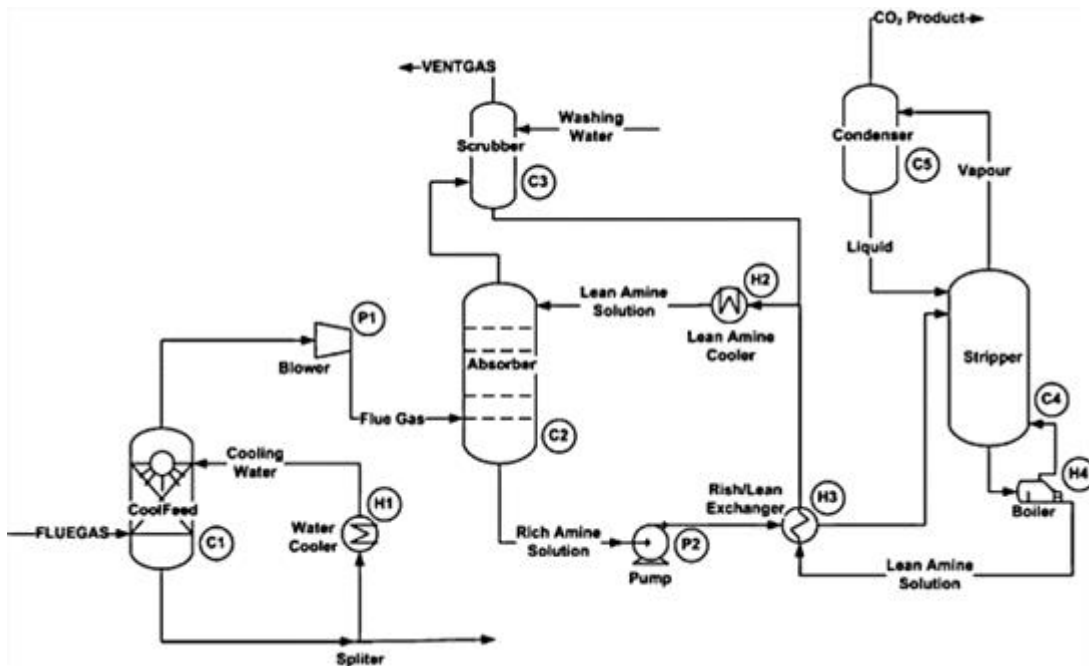 CO₂ Product
VENTGAS
Washing
Water
Scrubber
C3
Condenser
C5
Vapour
Liquid
P1
Blower
Lean Amine
Solution
H2
Lean Amine
Cooler
Absorber
Stripper
Flue Gas
C2
C4
Cooling
Water
CoolFeed
FLUEGAS
C1
H1
Water
Cooler
Rich Amine
Solution
Pump
P2
Rish/Lean
Exchanger
H3
H4
Boiler
Lean Amine
Solution
Spliter